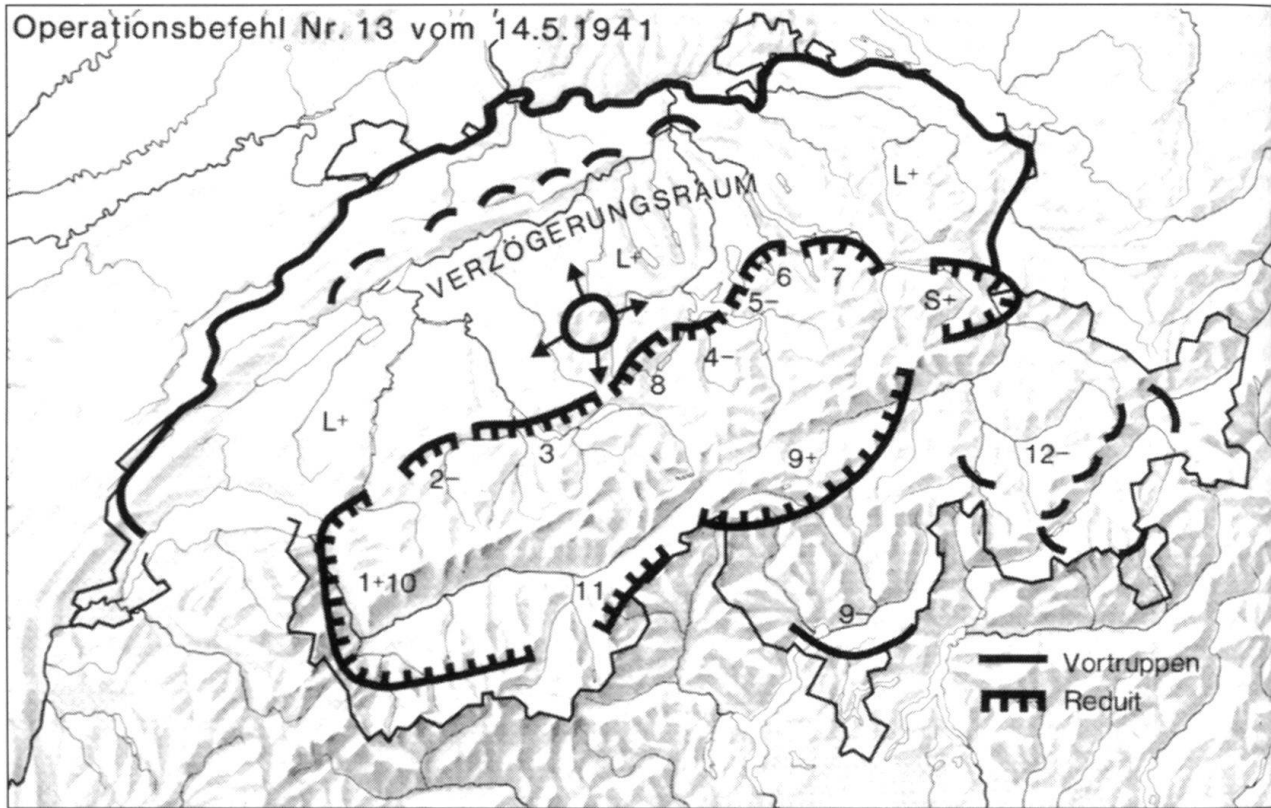 Operationsbefehl Nr. 13 vom 14.5.1941
L+
VERZÖGERUNGSRAUM
L+
6
7
5-
S+
4-
8
L+
3
2-
9+
12-
1+10
11
9-
Vortruppen
Reduit